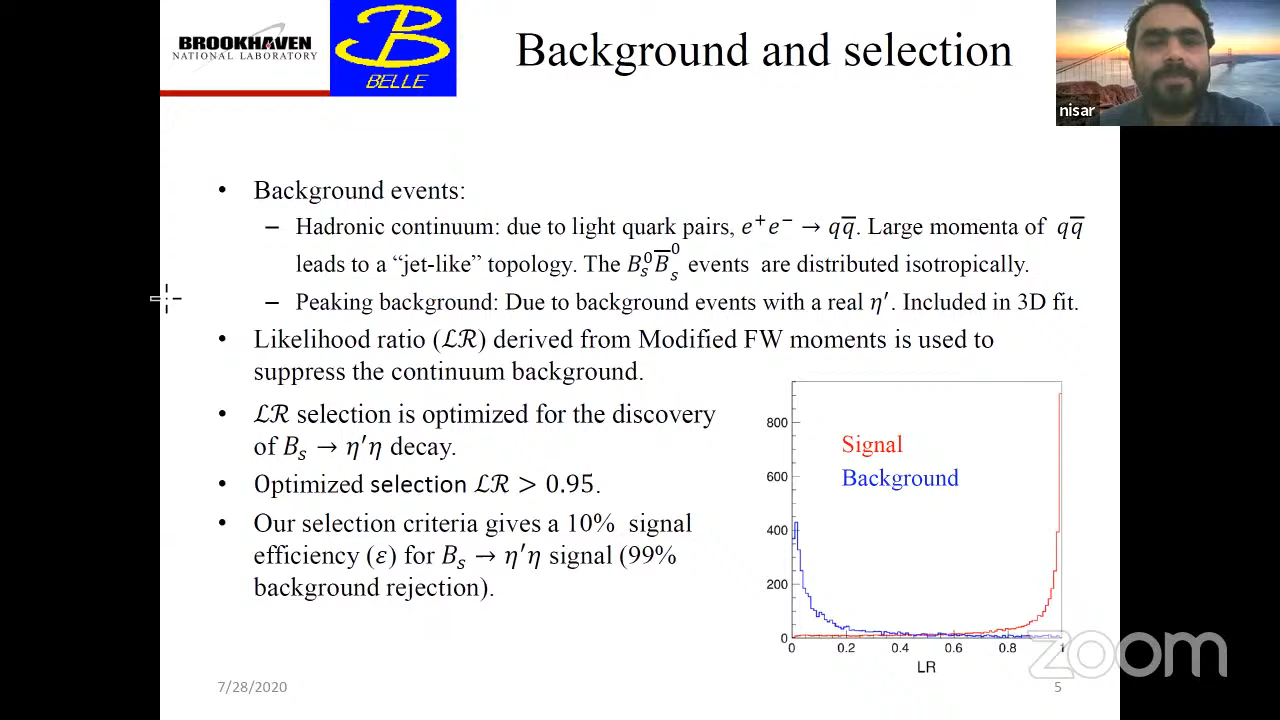 BROOKHAVEN
NATIONAL LABORATORY
BELLE
Background and selection
nisar
• Background events:
– Hadronic continuum: due to light quark pairs, e⁺e⁻ → qq̅. Large momenta of qq̅
leads to a “jet-like” topology. The B⁰ₛB̅⁰ₛ events are distributed isotropically.
– Peaking background: Due to background events with a real η′. Included in 3D fit.
• Likelihood ratio (ℒℛ) derived from Modified FW moments is used to
suppress the continuum background.
• ℒℛ selection is optimized for the discovery
of Bₛ → η′η decay.
• Optimized selection ℒℛ > 0.95.
• Our selection criteria gives a 10% signal
efficiency (ε) for Bₛ → η′η signal (99%
background rejection).
800
600
400
200
0
Signal
Background
0 0.2 0.4 0.6 0.8 1
LR
zoom
7/28/2020
5